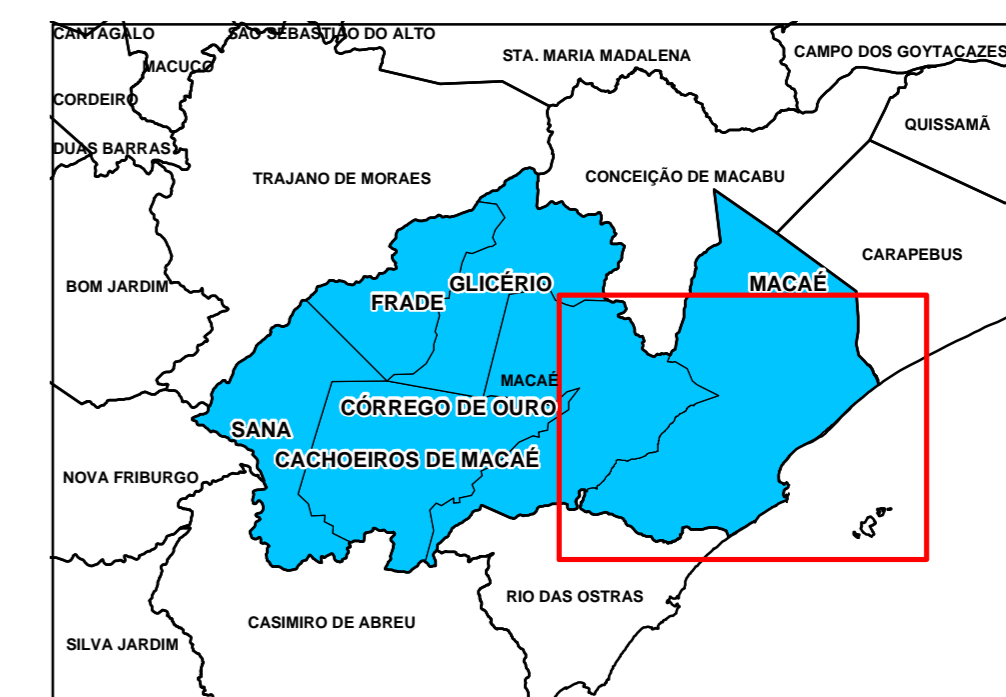 CANTAGALO
SÃO SEBASTIÃO DO ALTO
STA. MARIA MADALENA
CAMPO DOS GOYTACAZES
MACUCO
CORDEIRO
QUISSAMÃ
DUAS BARRAS
TRAJANO DE MORAES
CONCEIÇÃO DE MACABU
CARAPEBUS
BOM JARDIM
GLICÉRIO
MACAÉ
FRADE
MACAÉ
CÓRREGO DE OURO
SANA
CACHOEIROS DE MACAÉ
NOVA FRIBURGO
RIO DAS OSTRAS
CASIMIRO DE ABREU
SILVA JARDIM